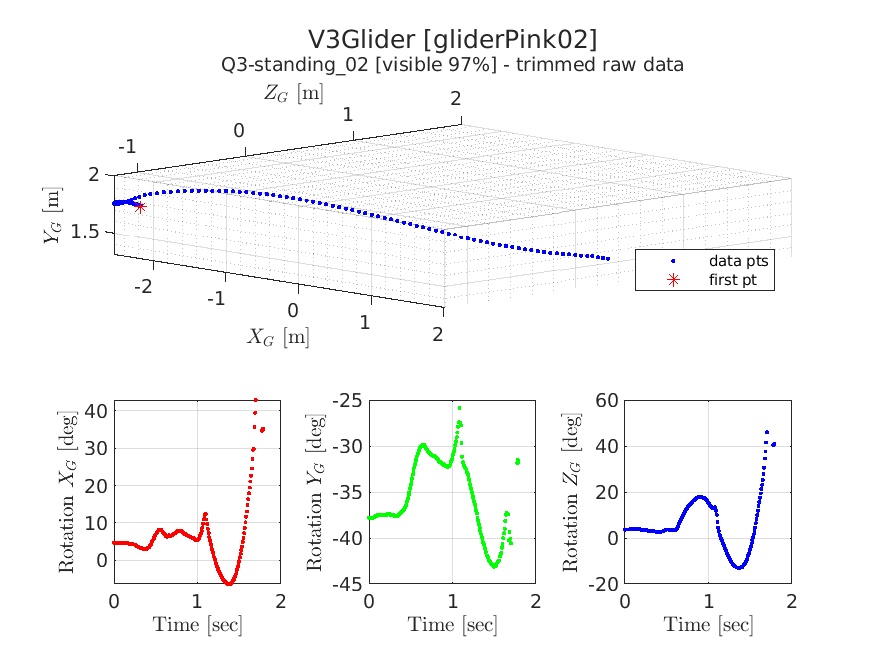 V3Glider [gliderPink02]
Q3-standing_02 [visible 97%] - trimmed raw data
Z_G [m]
-1 0 1 2
Y_G [m]
2
1.5
-2 -1 0 1 2
X_G [m]
data pts
first pt
Rotation X_G [deg]
40
30
20
10
0
0 1 2
Time [sec]
Rotation Y_G [deg]
-25
-30
-35
-40
-45
0 1 2
Time [sec]
Rotation Z_G [deg]
60
40
20
0
-20
0 1 2
Time [sec]